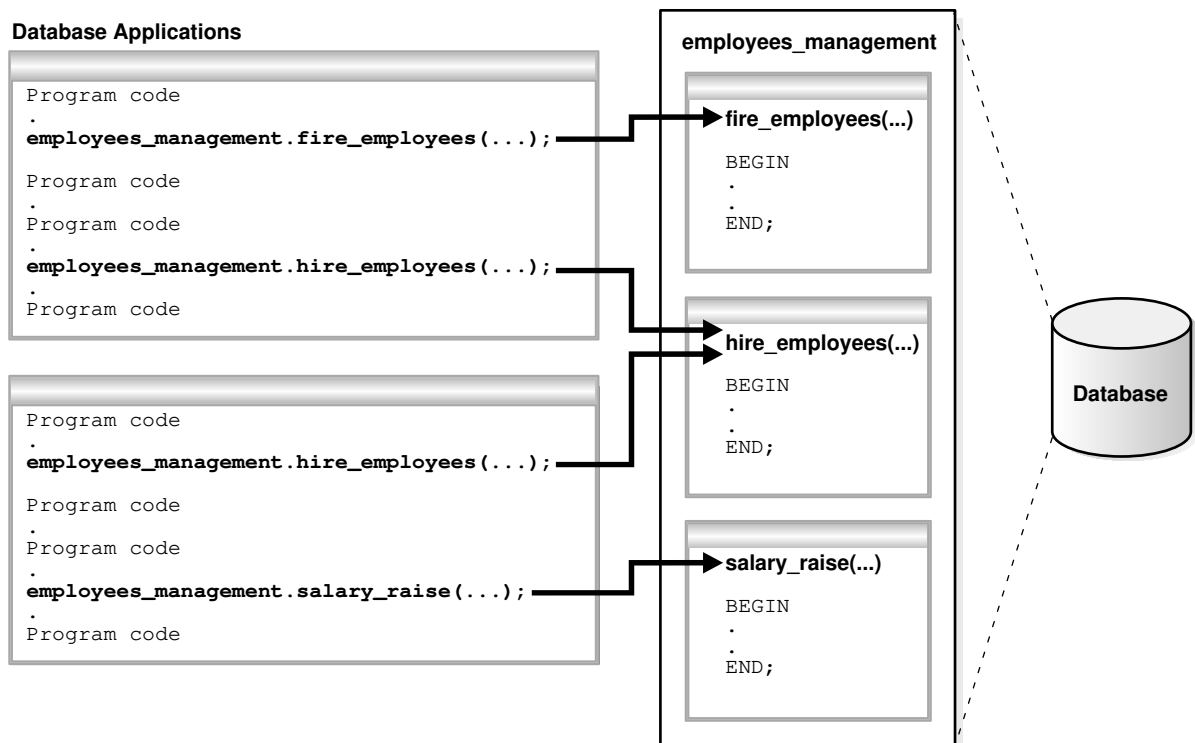 Database Applications
Program code
.
employees_management.fire_employees(...);
Program code
.
Program code
.
employees_management.hire_employees(...);
.
Program code
Program code
.
employees_management.hire_employees(...);
Program code
.
Program code
.
employees_management.salary_raise(...);
.
Program code
employees_management
fire_employees(...)
BEGIN
.
.
END;
hire_employees(...)
BEGIN
.
.
END;
salary_raise(...)
BEGIN
.
.
END;
Database